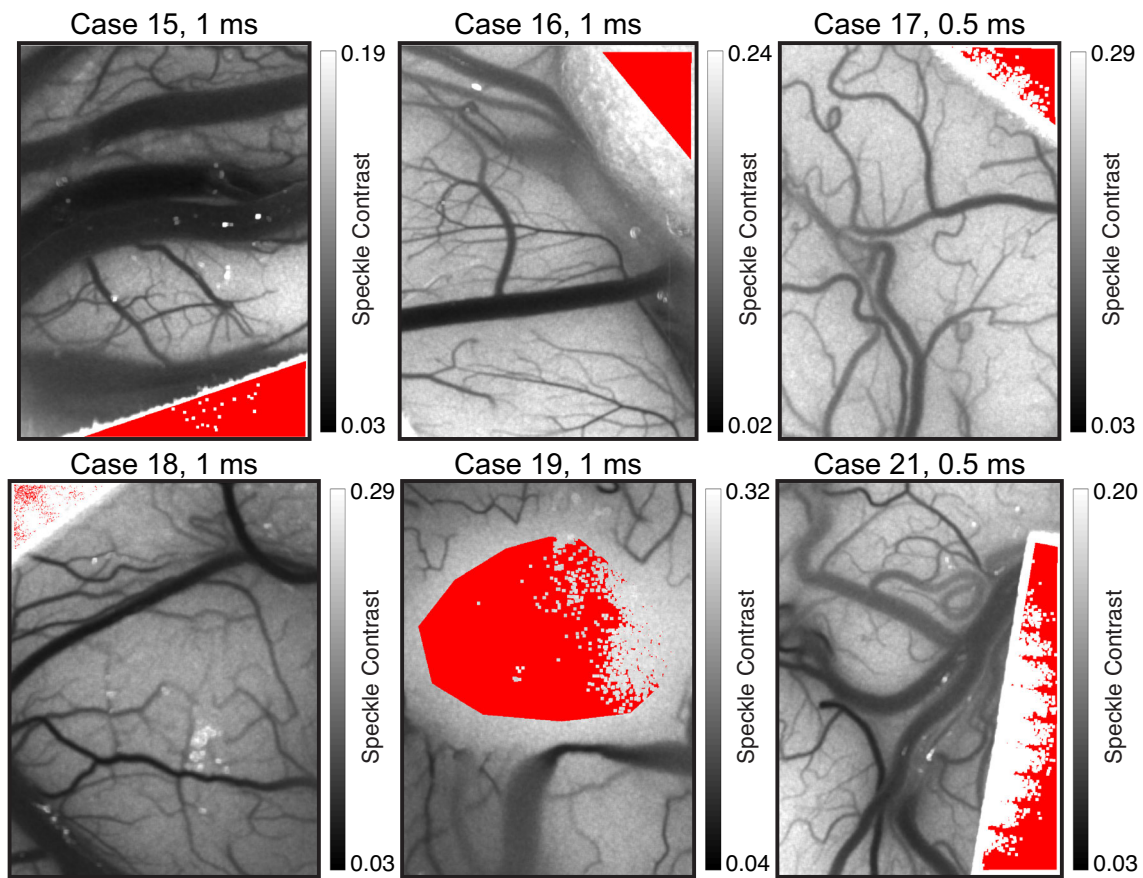 Case 15, 1 ms
0.19
Speckle Contrast
0.03
Case 16, 1 ms
0.24
Speckle Contrast
0.02
Case 17, 0.5 ms
0.29
Speckle Contrast
0.03
Case 18, 1 ms
0.29
Speckle Contrast
0.03
Case 19, 1 ms
0.32
Speckle Contrast
0.04
Case 21, 0.5 ms
0.20
Speckle Contrast
0.03